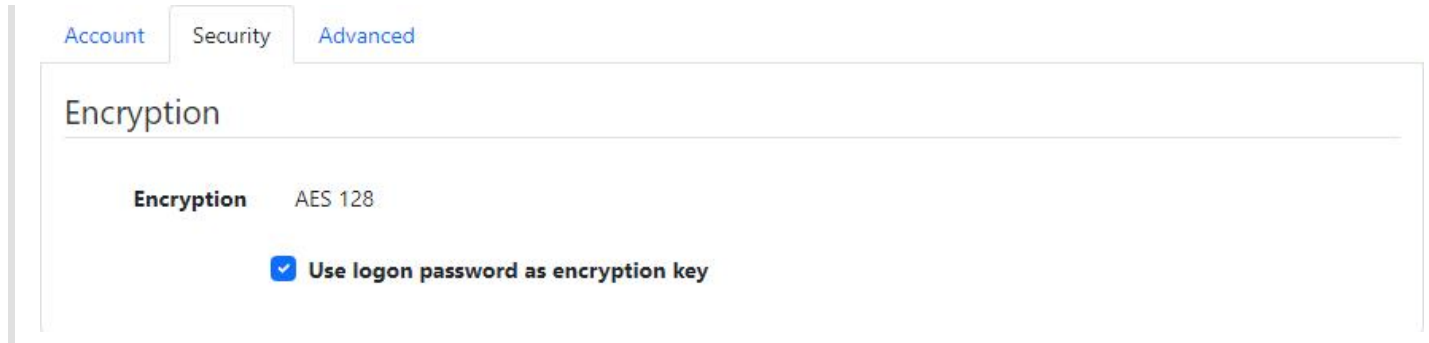 Account Security Advanced
Encryption
Encryption AES 128
Use logon password as encryption key